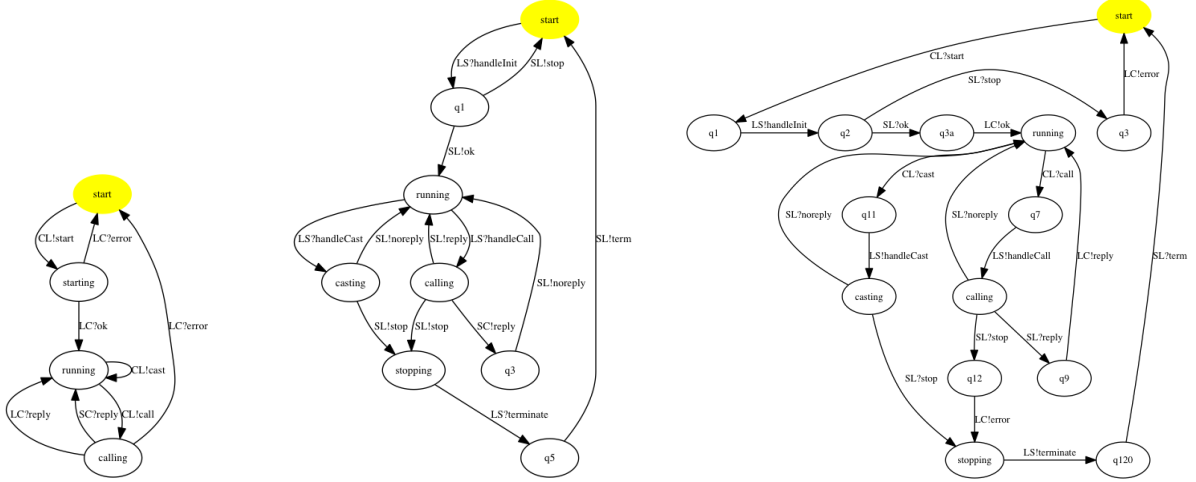 start
CL!start
LC?error
starting
LC?ok
LC?error
running
CL!cast
LC?reply
SC?reply
CL!call
calling
start
LS?handleInit
SL!stop
q1
SL!ok
running
LS?handleCast
SL!noreply
SL!reply
LS?handleCall
casting
calling
SL!noreply
SL!term
SL!stop
SL!stop
SC!reply
stopping
q3
LS?terminate
q5
start
CL?start
LC!error
SL?stop
q1
LS!handleInit
q2
SL?ok
q3a
LC!ok
running
q3
CL?cast
CL?call
q11
q7
SL?noreply
SL?noreply
LS!handleCast
LS!handleCall
LC!reply
SL?term
casting
calling
SL?stop
SL?reply
SL?stop
q12
q9
LC!error
stopping
LS!terminate
q120